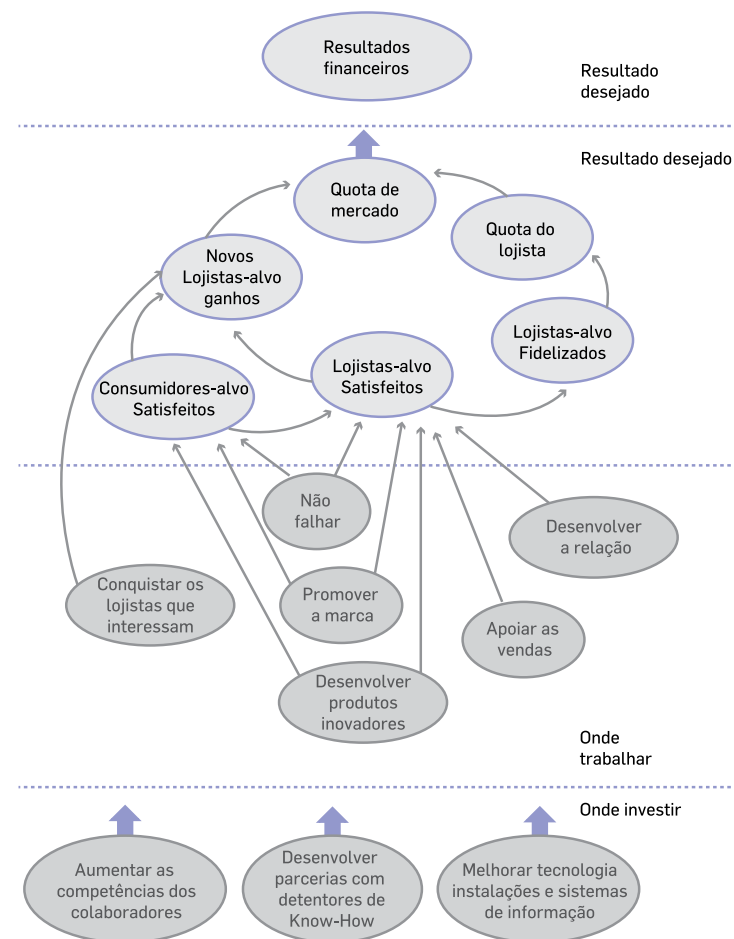 Resultados
financeiros
Resultado
desejado
Resultado desejado
Quota de
mercado
Quota do
lojista
Novos
Lojistas-alvo
ganhos
Lojistas-alvo
Fidelizados
Lojistas-alvo
Satisfeitos
Consumidores-alvo
Satisfeitos
Não
falhar
Desenvolver
a relação
Conquistar os
lojistas que
interessam
Promover
a marca
Apoiar as
vendas
Desenvolver
produtos
inovadores
Onde
trabalhar
Onde investir
Aumentar as
competências dos
colaboradores
Desenvolver
parcerias com
detentores de
Know-How
Melhorar tecnologia
instalações e sistemas
de informação